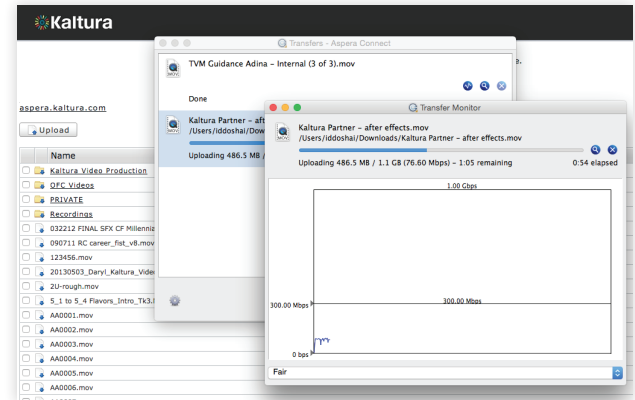 Kaltura
Transfers - Aspera Connect
TVM Guidance Adina – Internal (3 of 3).mov
MOV
e.
Done
aspera.kaltura.com
Upload
Kaltura Partner – aft
/Users/iddoshai/Dow
MOV
Uploading 486.5 MB /
Transfer Monitor
Kaltura Partner – after effects.mov
/Users/iddoshai/Downloads/Kaltura Partner – after effects.mov
MOV
Uploading 486.5 MB / 1.1 GB (76.60 Mbps) – 1:05 remaining
0:54 elapsed
1.00 Gbps
300.00 Mbps
300.00 Mbps
0 bps
Fair
Name
Kaltura Video Production
OFC Videos
PRIVATE
Recordings
032212 FINAL SFX CF Millennia
090711 RC career_fist_v8.mov
123456.mov
20130503_Daryl_Kaltura_Video
2U-rough.mov
5_1 to 5_4 Flavors_Intro_Tk3.
AA0001.mov
AA0002.mov
AA0003.mov
AA0004.mov
AA0005.mov
AA0006.mov